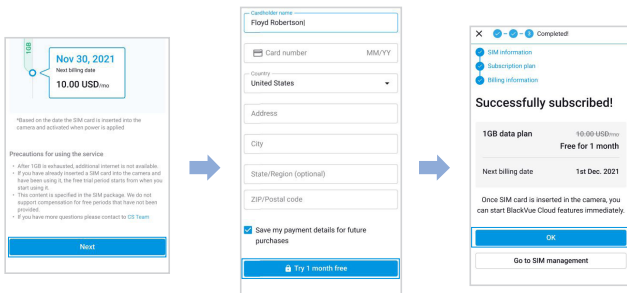 1GB
Nov 30, 2021
Next billing date
10.00 USD/mo
*Based on the date the SIM card is inserted into the
camera and activated when power is applied
Precautions for using the service.
• After 1GB is exhausted, additional internet is not available.
• If you have already inserted a SIM card into the camera and
have been using it, the free trial period starts from when you
start using it.
• This content is specified in the SIM package. We do not
support compensation for free periods that have not been
provided.
• If you have more questions please contact to CS Team
Next
Cardholder name
Floyd Robertson
Card number MM/YY
Country
United States
Address
City
State/Region (optional)
ZIP/Postal code
Save my payment details for future
purchases
Try 1 month free
3 Completed!
SIM information
Subscription plan
Billing information
Successfully subscribed!
1GB data plan 10.00 USD/mo
Free for 1 month
Next billing date 1st Dec. 2021
Once SIM card is inserted in the camera, you
can start BlackVue Cloud features immediately.
OK
Go to SIM management